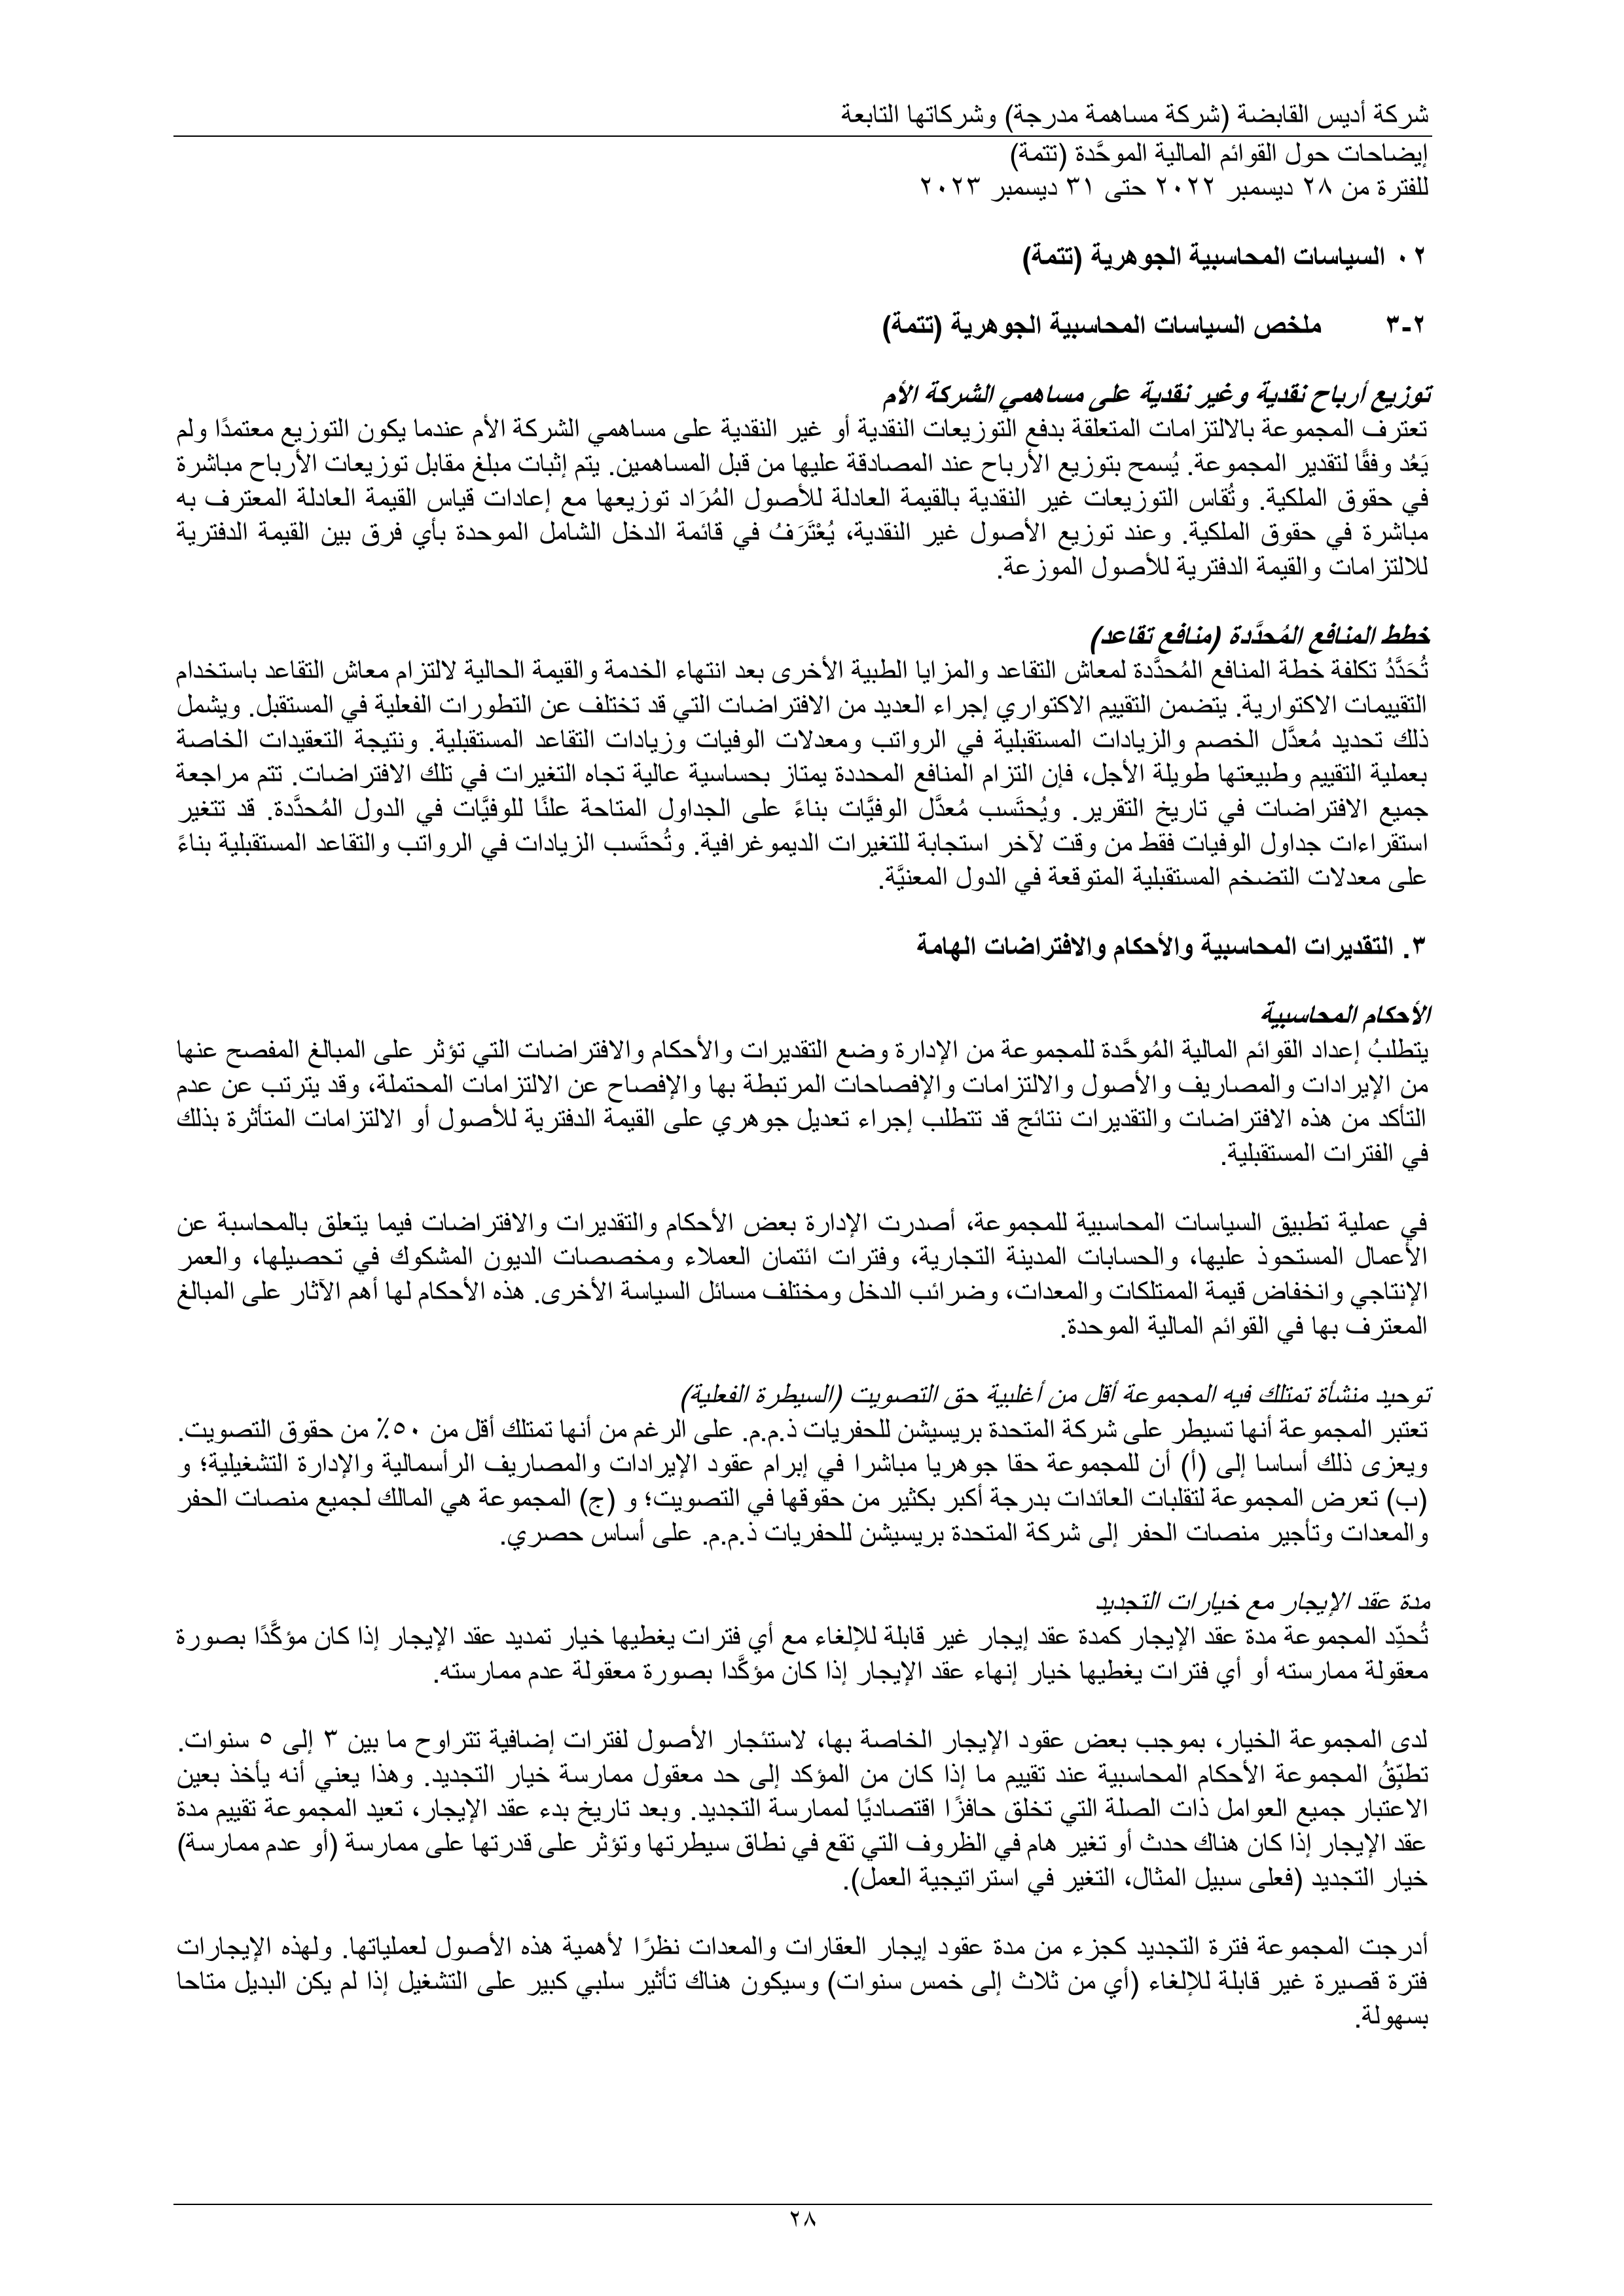 شركة أديس القابضة (شركة مساهمة مدرجة) وشركاتها التابعة
إيضاحات حول القوائم المالية الموحَّدة (تتمة)
للفترة من ٢٨ ديسمبر ٢٠٢٢ حتى ٣١ ديسمبر ٢٠٢٣
٠٢ السياسات المحاسبية الجوهرية (تتمة)
٢-٣ ملخص السياسات المحاسبية الجوهرية (تتمة)
توزيع أرباح نقدية وغير نقدية على مساهمي الشركة الأم
تعترف المجموعة بالالتزامات المتعلقة بدفع التوزيعات النقدية أو غير النقدية على مساهمي الشركة الأم عندما يكون التوزيع معتمدًا ولم
يَعُد وفقًا لتقدير المجموعة. يُسمح بتوزيع الأرباح عند المصادقة عليها من قبل المساهمين. يتم إثبات مبلغ مقابل توزيعات الأرباح مباشرة
في حقوق الملكية. وتُقاس التوزيعات غير النقدية بالقيمة العادلة للأصول المُرَاد توزيعها مع إعادات قياس القيمة العادلة المعترف به
مباشرة في حقوق الملكية. وعند توزيع الأصول غير النقدية، يُعْتَرَفُ في قائمة الدخل الشامل الموحدة بأي فرق بين القيمة الدفترية
للالتزامات والقيمة الدفترية للأصول الموزعة.
خطط المنافع المُحدَّدة (منافع تقاعد)
تُحَدَّدُ تكلفة خطة المنافع المُحدَّدة لمعاش التقاعد والمزايا الطبية الأخرى بعد انتهاء الخدمة والقيمة الحالية لالتزام معاش التقاعد باستخدام
التقييمات الاكتوارية. يتضمن التقييم الاكتواري إجراء العديد من الافتراضات التي قد تختلف عن التطورات الفعلية في المستقبل. ويشمل
ذلك تحديد مُعدَّل الخصم والزيادات المستقبلية في الرواتب ومعدلات الوفيات وزيادات التقاعد المستقبلية. ونتيجة التعقيدات الخاصة
بعملية التقييم وطبيعتها طويلة الأجل، فإن التزام المنافع المحددة يمتاز بحساسية عالية تجاه التغيرات في تلك الافتراضات. تتم مراجعة
جميع الافتراضات في تاريخ التقرير. ويُحتَسب مُعدَّل الوفيَّات بناءً على الجداول المتاحة علنًا للوفيَّات في الدول المُحدَّدة. قد تتغير
استقراءات جداول الوفيات فقط من وقت لآخر استجابة للتغيرات الديموغرافية. وتُحتَسب الزيادات في الرواتب والتقاعد المستقبلية بناءً
على معدلات التضخم المستقبلية المتوقعة في الدول المعنيَّة.
٣. التقديرات المحاسبية والأحكام والافتراضات الهامة
الأحكام المحاسبية
يتطلبُ إعداد القوائم المالية المُوحَّدة للمجموعة من الإدارة وضع التقديرات والأحكام والافتراضات التي تؤثر على المبالغ المفصح عنها
من الإيرادات والمصاريف والأصول والالتزامات والإفصاحات المرتبطة بها والإفصاح عن الالتزامات المحتملة، وقد يترتب عن عدم
التأكد من هذه الافتراضات والتقديرات نتائج قد تتطلب إجراء تعديل جوهري على القيمة الدفترية للأصول أو الالتزامات المتأثرة بذلك
في الفترات المستقبلية.
في عملية تطبيق السياسات المحاسبية للمجموعة، أصدرت الإدارة بعض الأحكام والتقديرات والافتراضات فيما يتعلق بالمحاسبة عن
الأعمال المستحوذ عليها، والحسابات المدينة التجارية، وفترات ائتمان العملاء ومخصصات الديون المشكوك في تحصيلها، والعمر
الإنتاجي وانخفاض قيمة الممتلكات والمعدات، وضرائب الدخل ومختلف مسائل السياسة الأخرى. هذه الأحكام لها أهم الآثار على المبالغ
المعترف بها في القوائم المالية الموحدة.
توحيد منشأة تمتلك فيه المجموعة أقل من أغلبية حق التصويت (السيطرة الفعلية)
تعتبر المجموعة أنها تسيطر على شركة المتحدة بريسيشن للحفريات ذ.م.م. على الرغم من أنها تمتلك أقل من ٥٠٪ من حقوق التصويت.
ويعزى ذلك أساسا إلى (أ) أن للمجموعة حقا جوهريا مباشرا في إبرام عقود الإيرادات والمصاريف الرأسمالية والإدارة التشغيلية؛ و
(ب) تعرض المجموعة لتقلبات العائدات بدرجة أكبر بكثير من حقوقها في التصويت؛ و (ج) المجموعة هي المالك لجميع منصات الحفر
والمعدات وتأجير منصات الحفر إلى شركة المتحدة بريسيشن للحفريات ذ.م.م. على أساس حصري.
مدة عقد الإيجار مع خيارات التجديد
تُحدِّد المجموعة مدة عقد الإيجار كمدة عقد إيجار غير قابلة للإلغاء مع أي فترات يغطيها خيار تمديد عقد الإيجار إذا كان مؤكَّدًا بصورة
معقولة ممارسته أو أي فترات يغطيها خيار إنهاء عقد الإيجار إذا كان مؤكَّدا بصورة معقولة عدم ممارسته.
لدى المجموعة الخيار، بموجب بعض عقود الإيجار الخاصة بها، لاستئجار الأصول لفترات إضافية تتراوح ما بين ٣ إلى ٥ سنوات.
تطبِّقُ المجموعة الأحكام المحاسبية عند تقييم ما إذا كان من المؤكد إلى حد معقول ممارسة خيار التجديد. وهذا يعني أنه يأخذ بعين
الاعتبار جميع العوامل ذات الصلة التي تخلق حافزًا اقتصاديًا لممارسة التجديد. وبعد تاريخ بدء عقد الإيجار، تعيد المجموعة تقييم مدة
عقد الإيجار إذا كان هناك حدث أو تغير هام في الظروف التي تقع في نطاق سيطرتها وتؤثر على قدرتها على ممارسة (أو عدم ممارسة)
خيار التجديد (فعلى سبيل المثال، التغير في استراتيجية العمل).
أدرجت المجموعة فترة التجديد كجزء من مدة عقود إيجار العقارات والمعدات نظرًا لأهمية هذه الأصول لعملياتها. ولهذه الإيجارات
فترة قصيرة غير قابلة للإلغاء (أي من ثلاث إلى خمس سنوات) وسيكون هناك تأثير سلبي كبير على التشغيل إذا لم يكن البديل متاحا
بسهولة.
٢٨